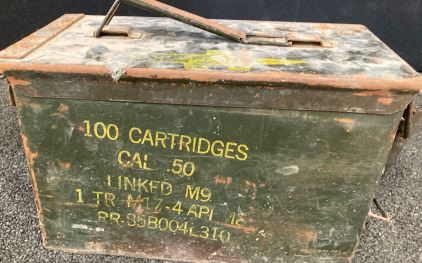 100 CARTRIDGES
CAL .50
LINKED M9
1 TR M17-4 API M8